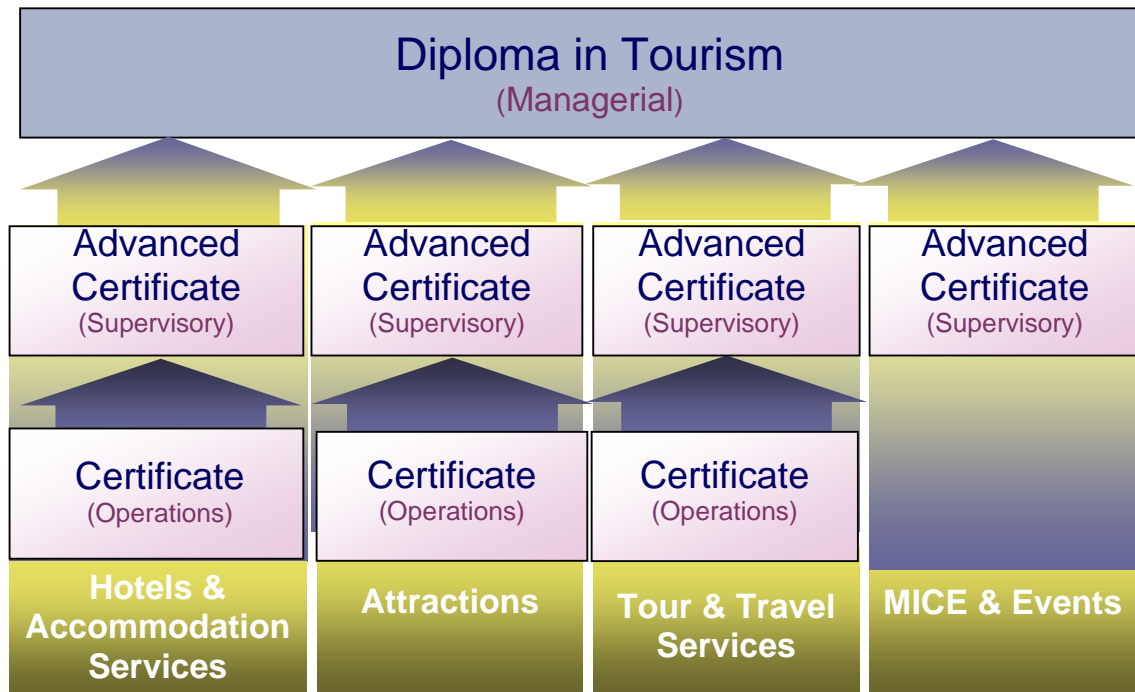 Diploma in Tourism
(Managerial)
Advanced
Certificate
(Supervisory)
Advanced
Certificate
(Supervisory)
Advanced
Certificate
(Supervisory)
Advanced
Certificate
(Supervisory)
Certificate
(Operations)
Certificate
(Operations)
Certificate
(Operations)
Hotels &
Accommodation
Services
Attractions
Tour & Travel
Services
MICE & Events